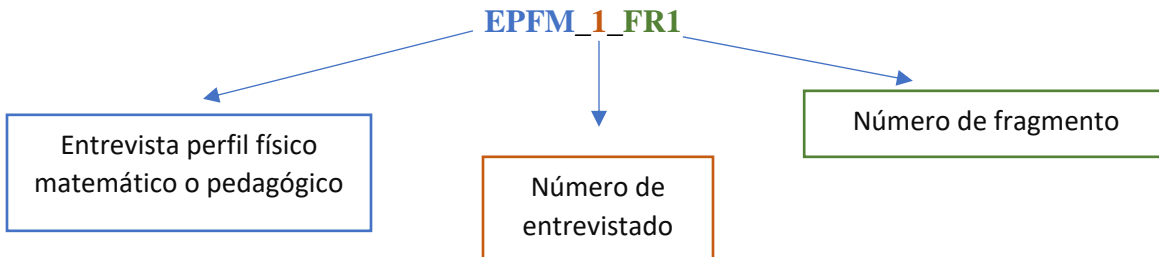 EPFM_1_FR1
Entrevista perfil físico
matemático o pedagógico
Número de
entrevistado
Número de fragmento